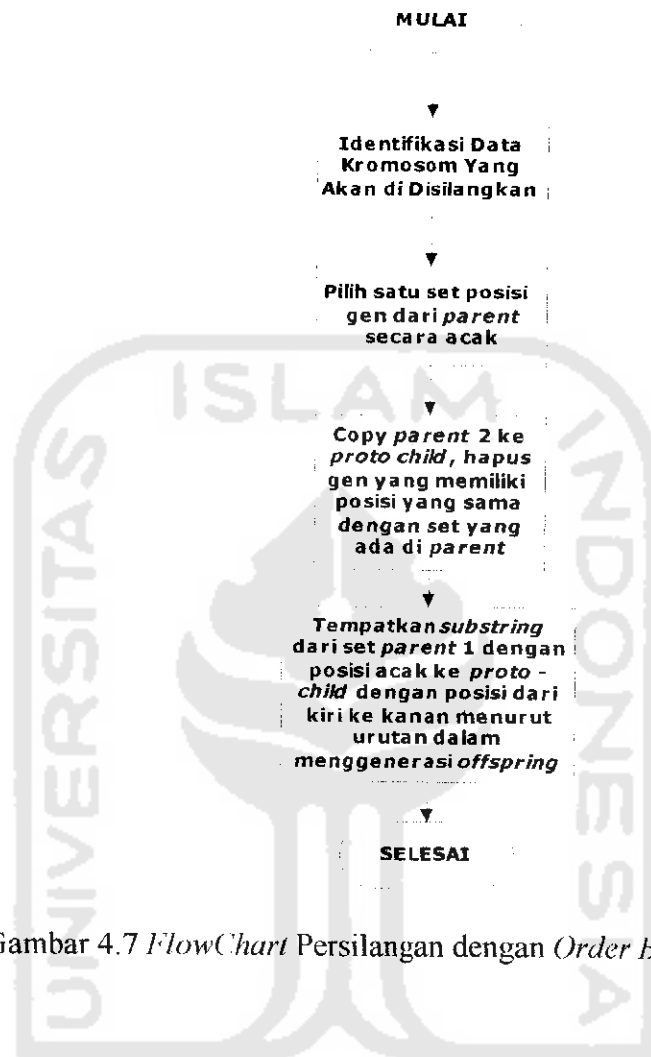 MULAI
Identifikasi Data
Kromosom Yang
Akan di Disilangkan
Pilih satu set posisi
gen dari parent
secara acak
Copy parent 2 ke
proto child, hapus
gen yang memiliki
posisi yang sama
dengan set yang
ada di parent
Tempatkan substring
dari set parent 1 dengan
posisi acak ke proto -
child dengan posisi dari
kiri ke kanan menurut
urutan dalam
menggenerasi offspring
SELESAI
Gambar 4.7 FlowChart Persilangan dengan Order
UNIVERSITAS
ISLAM
INDONESIA